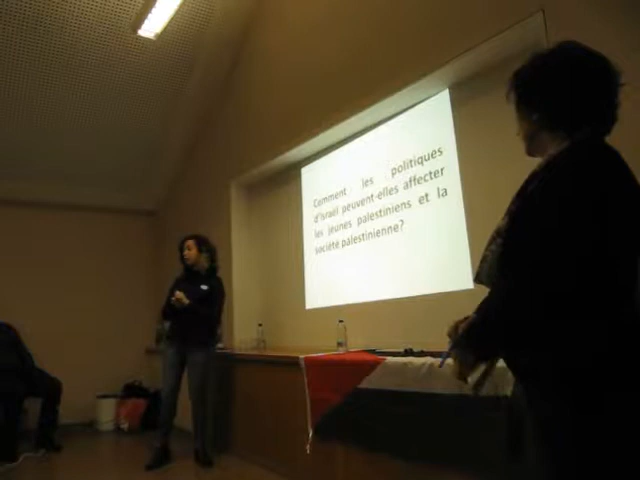 Comment les politiques
d'Israël peuvent-elles affecter
les jeunes palestiniens et la
société palestinienne?